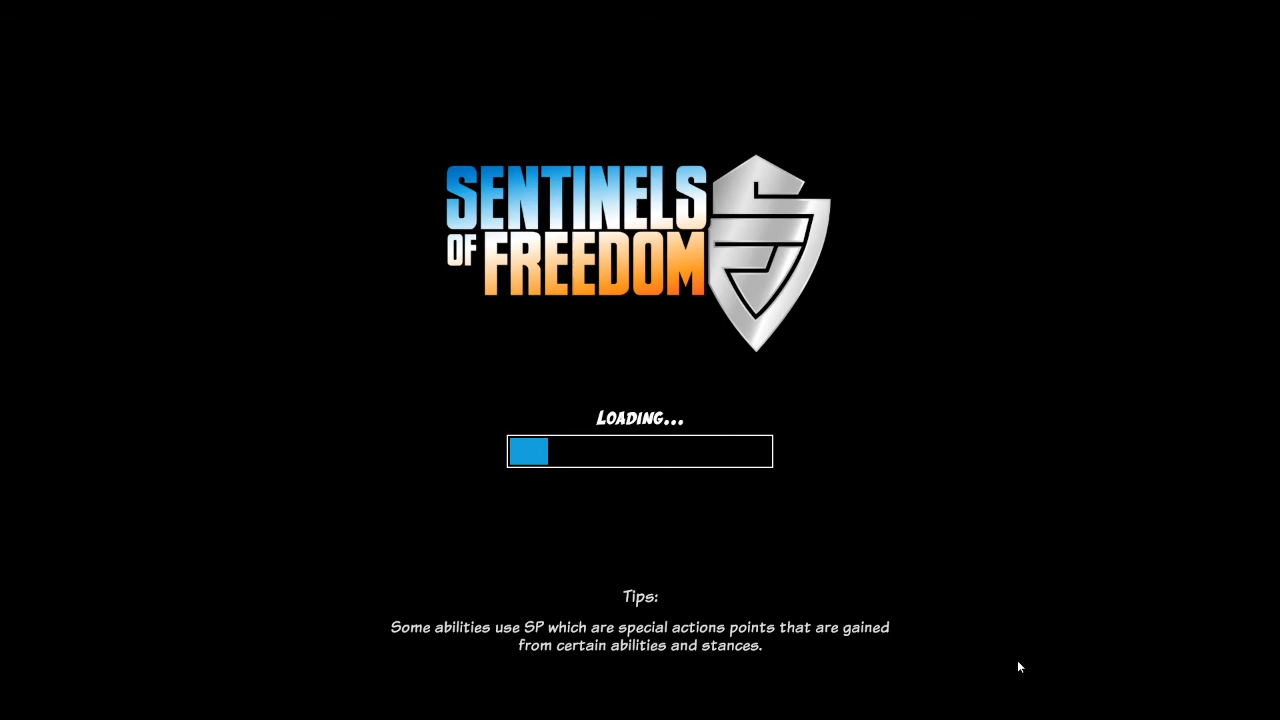 SENTINELS
OF FREEDOM
LOADING...
Tips:
Some abilities use SP which are special actions points that are gained
from certain abilities and stances.